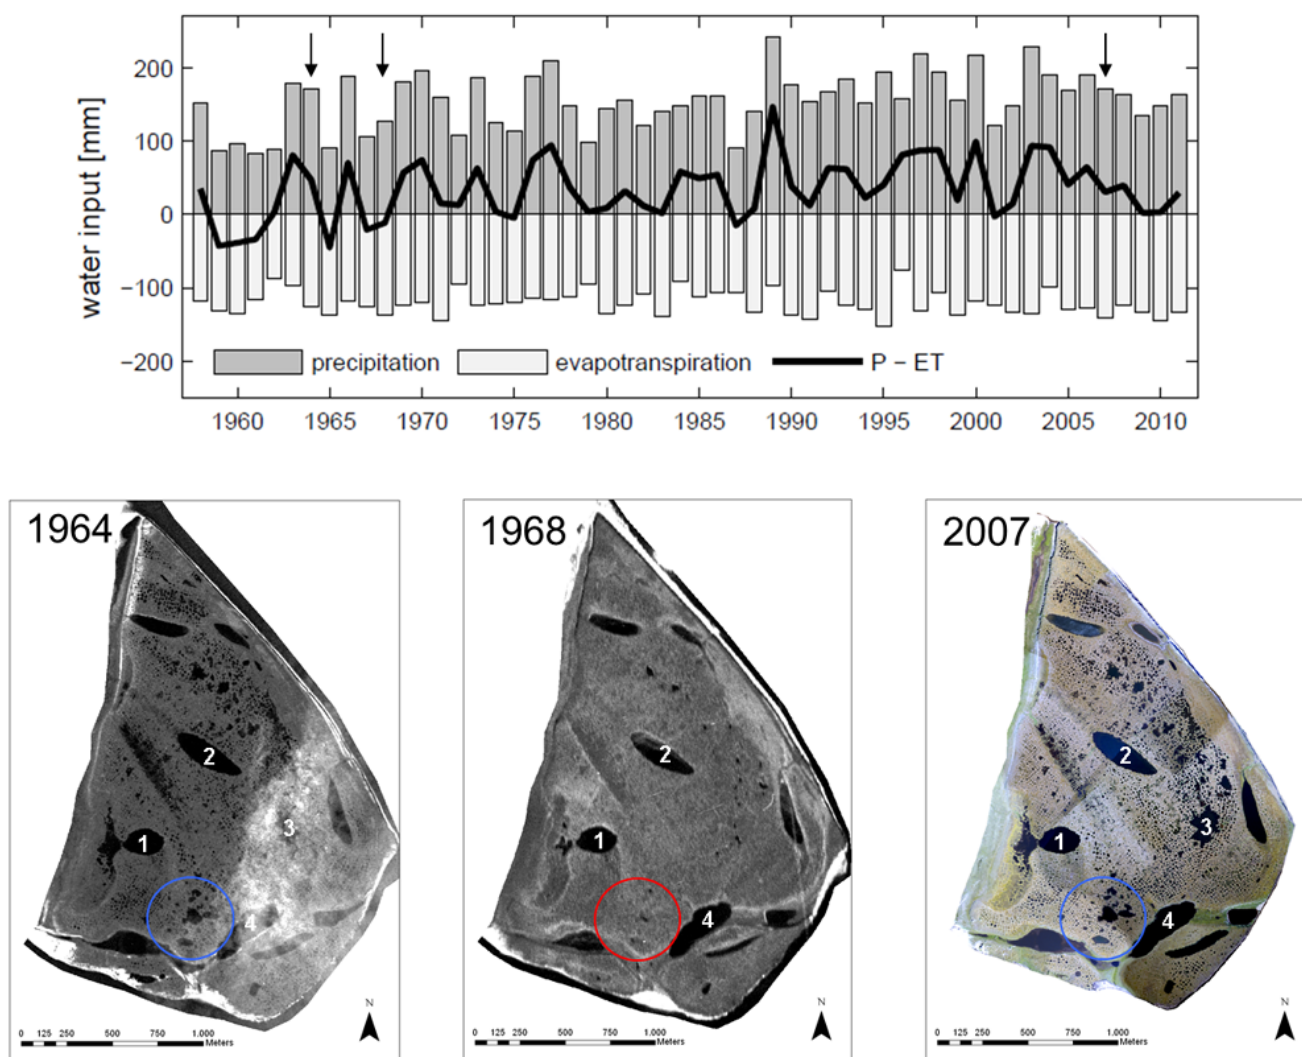 water input [mm]
200
100
0
−100
−200
precipitation
evapotranspiration
P − ET
1960 1965 1970 1975 1980 1985 1990 1995 2000 2005 2010
1964
1968
2007
2
1
3
4
2
1
4
2
1
3
4
N
0 125 250 500 750 1.000
Meters
N
0 125 250 500 750 1.000
Meters
N
0 125 250 500 750 1.000
Meters